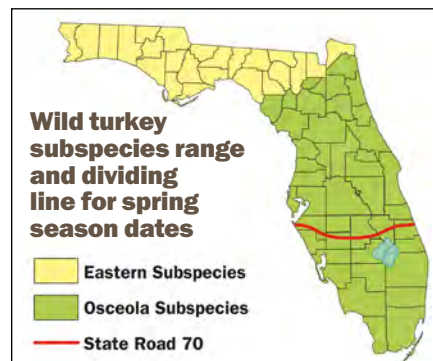 Wild turkey
subspecies range
and dividing
line for spring
season dates
Eastern Subspecies
Osceola Subspecies
State Road 70